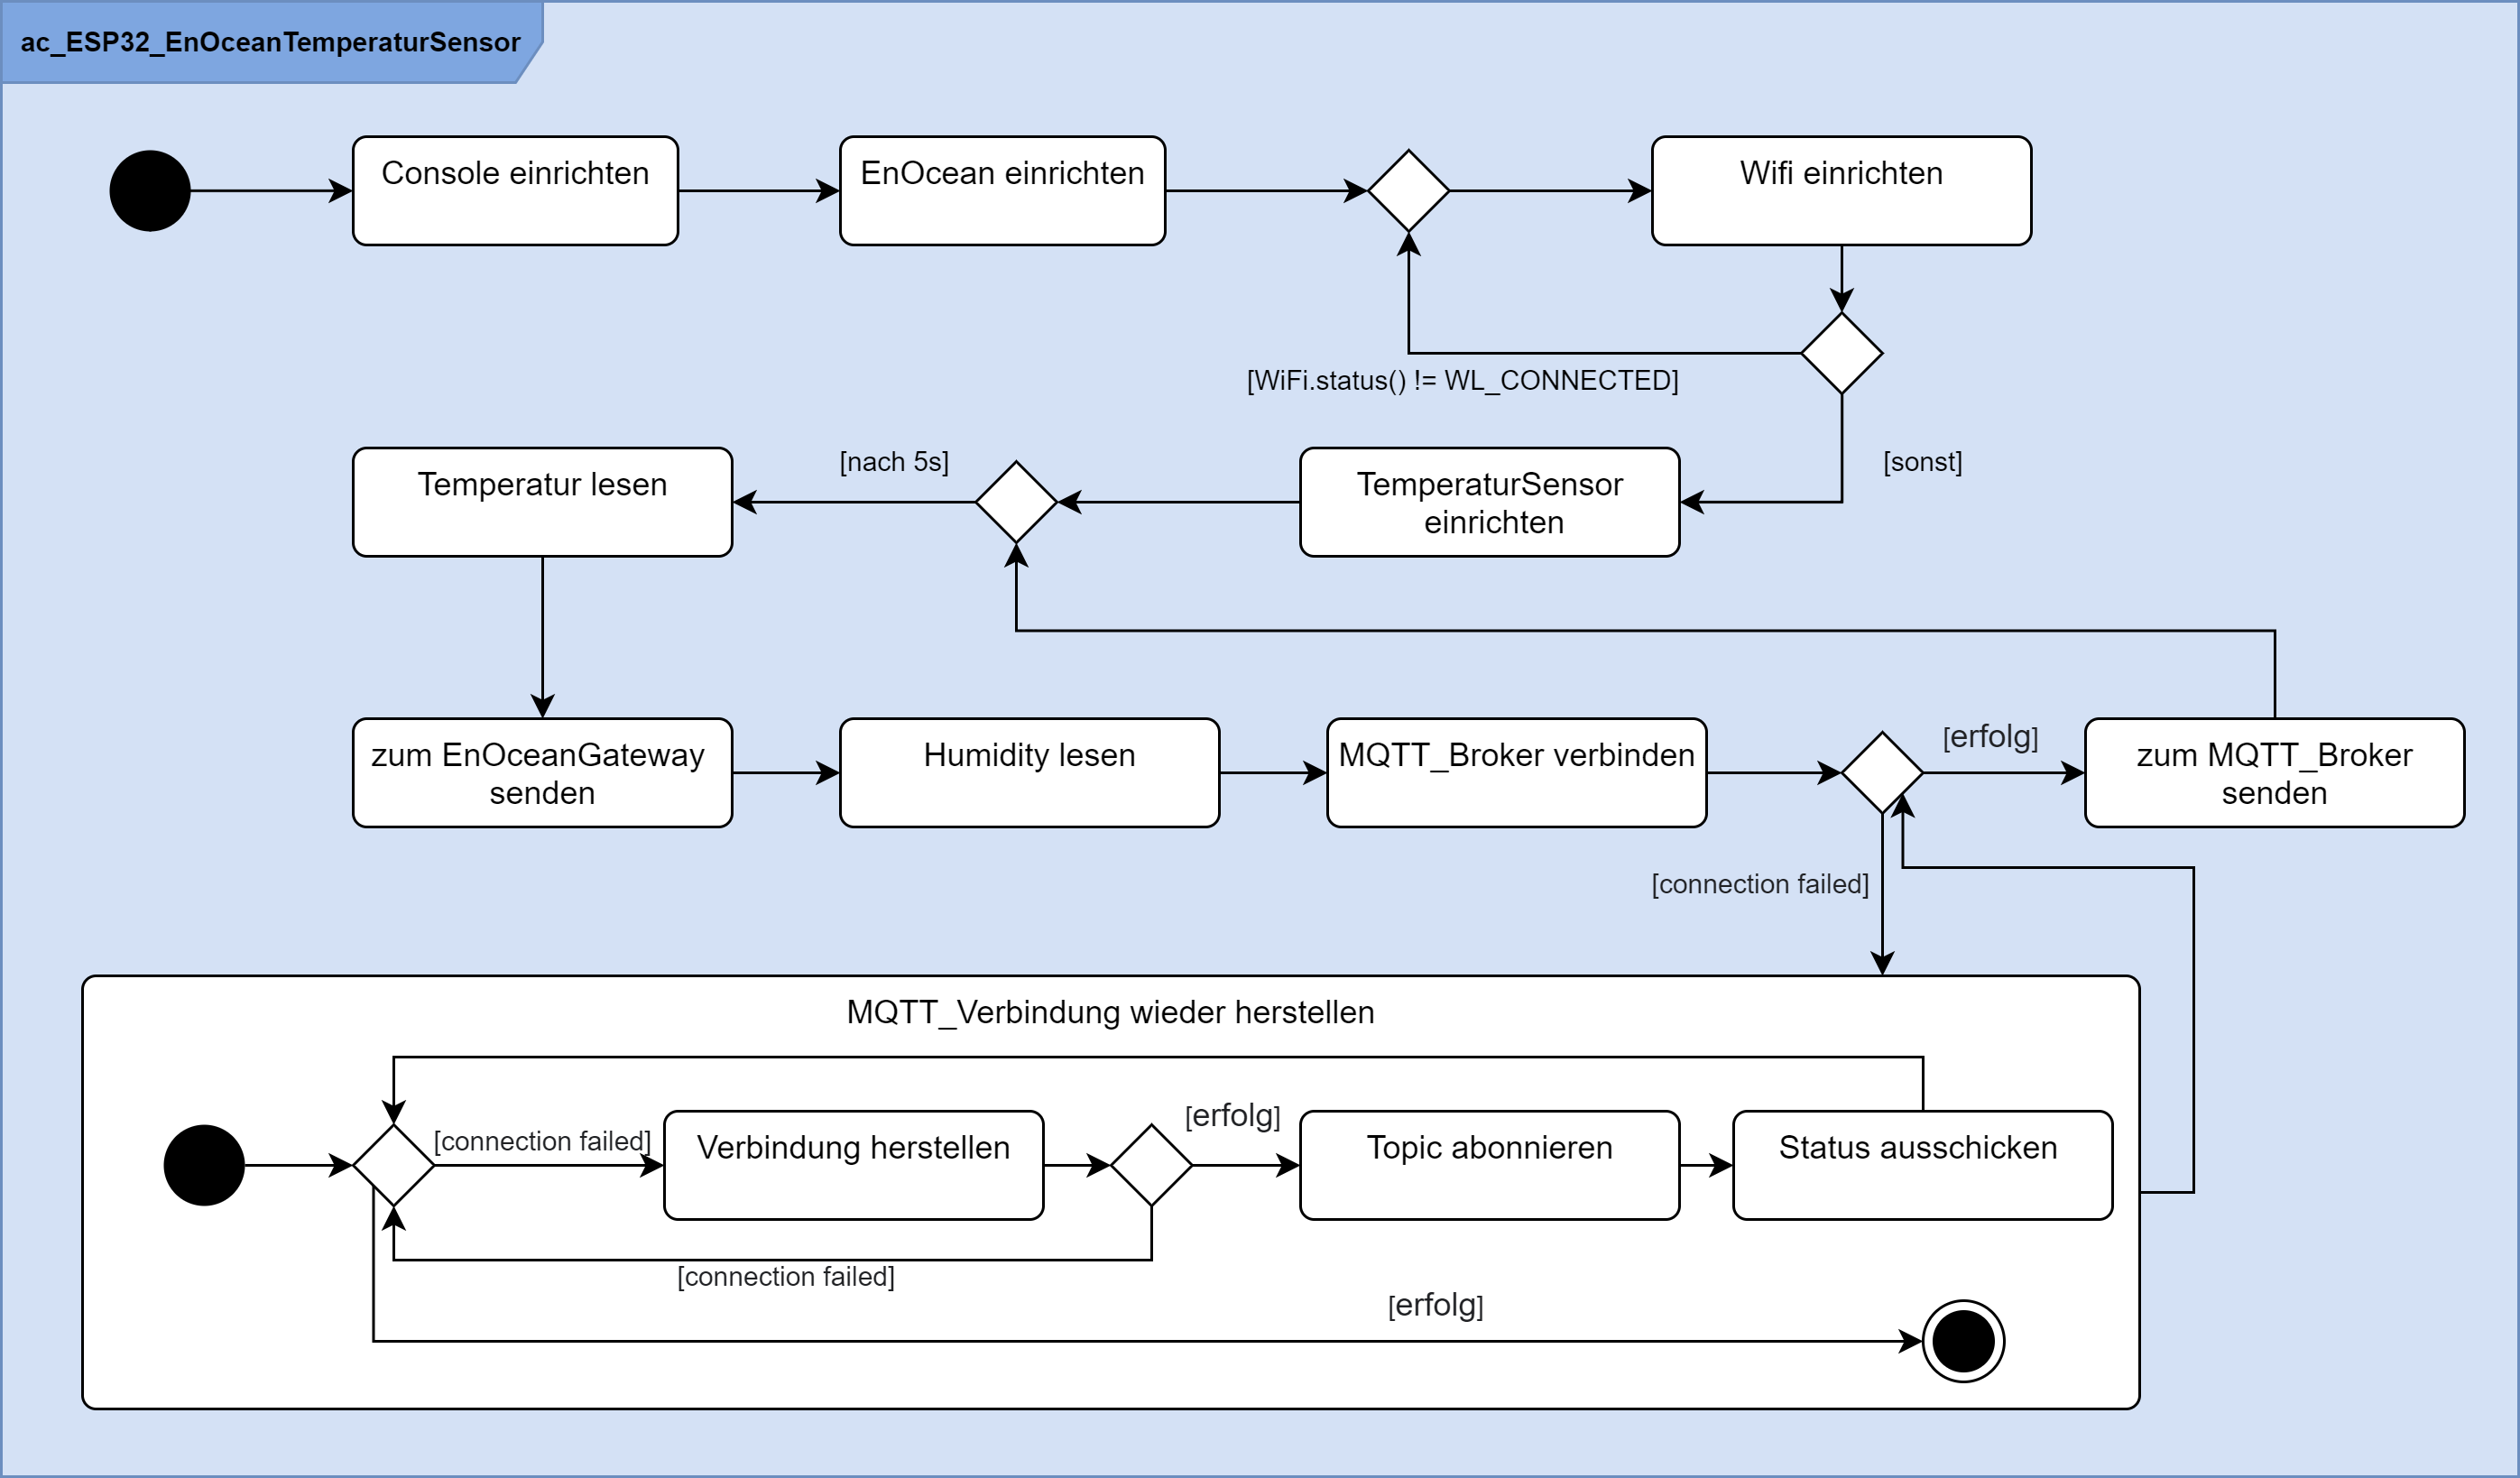 ac_ESP32_EnOceanTemperaturSensor
Console einrichten
EnOcean einrichten
Wifi einrichten
[WiFi.status() != WL_CONNECTED]
[sonst]
TemperaturSensor
einrichten
[nach 5s]
Temperatur lesen
zum EnOceanGateway
senden
Humidity lesen
MQTT_Broker verbinden
[erfolg]
zum MQTT_Broker
senden
[connection failed]
MQTT_Verbindung wieder herstellen
[connection failed]
Verbindung herstellen
[erfolg]
Topic abonnieren
Status ausschicken
[connection failed]
[erfolg]